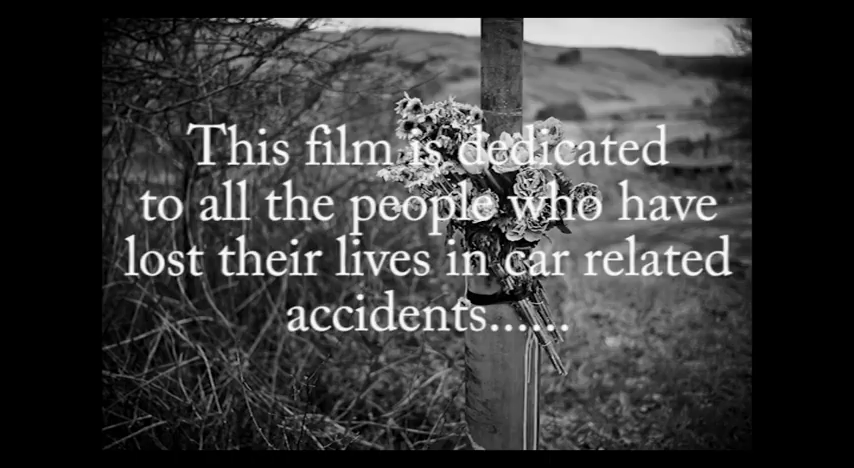 This film is dedicated
to all the people who have
lost their lives in car related
accidents......